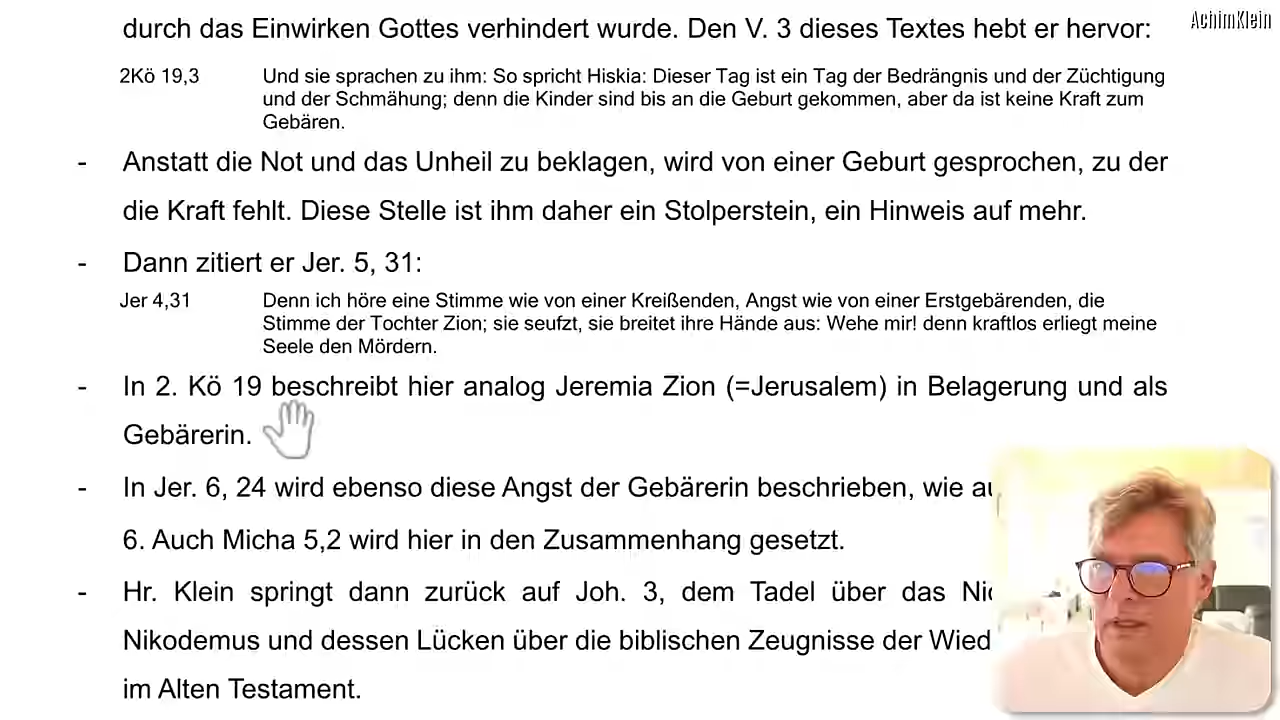 AchimKlein
durch das Einwirken Gottes verhindert wurde. Den V. 3 dieses Textes hebt er hervor:
2Kö 19,3 Und sie sprachen zu ihm: So spricht Hiskia: Dieser Tag ist ein Tag der Bedrängnis und der Züchtigung
und der Schmähung; denn die Kinder sind bis an die Geburt gekommen, aber da ist keine Kraft zum
Gebären.
- Anstatt die Not und das Unheil zu beklagen, wird von einer Geburt gesprochen, zu der
die Kraft fehlt. Diese Stelle ist ihm daher ein Stolperstein, ein Hinweis auf mehr.
- Dann zitiert er Jer. 5, 31:
Jer 4,31 Denn ich höre eine Stimme wie von einer Kreißenden, Angst wie von einer Erstgebärenden, die
Stimme der Tochter Zion; sie seufzt, sie breitet ihre Hände aus: Wehe mir! denn kraftlos erliegt meine
Seele den Mördern.
- In 2. Kö 19 beschreibt hier analog Jeremia Zion (=Jerusalem) in Belagerung und als
Gebärerin.
- In Jer. 6, 24 wird ebenso diese Angst der Gebärerin beschrieben, wie
6. Auch Micha 5,2 wird hier in den Zusammenhang gesetzt.
- Hr. Klein springt dann zurück auf Joh. 3, dem Tadel über das
Nikodemus und dessen Lücken über die biblischen Zeugnisse der
im Alten Testament.